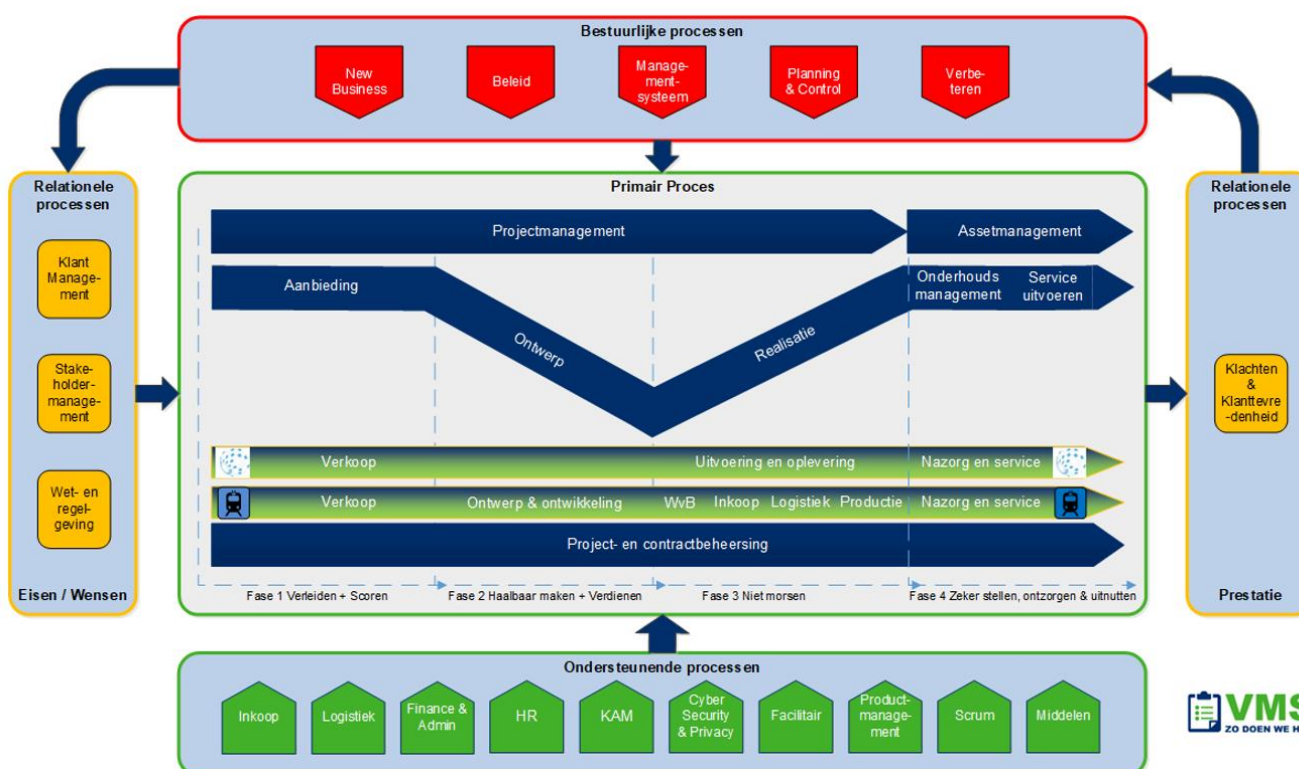 Bestuurlijke processen
New
Business
Beleid
Manage-
ment-
systeem
Planning
& Control
Verbe-
teren
Relationele
processen
Klant
Manage-
ment
Stake-
holder-
manage-
ment
Wet- en
regel-
geving
Eisen / Wensen
Primair Proces
Projectmanagement
Assetmanagement
Aanbieding
Ontwerp
Realisatie
Onderhouds
management
Service
uitvoeren
Verkoop
Uitvoering en oplevering
Nazorg en service
Verkoop
Ontwerp & ontwikkeling
WvB
Inkoop
Logistiek
Productie
Nazorg en service
Project- en contractbeheersing
Fase 1 Verleiden + Scoren
Fase 2 Haalbaar maken + Verdienen
Fase 3 Niet morsen
Fase 4 Zeker stellen, ontzorgen & uitnutten
Relationele
processen
Klachten
&
Klanttevre
-denheid
Prestatie
Ondersteunende processen
Inkoop
Logistiek
Finance &
Admin
HR
KAM
Cyber
Security
& Privacy
Facilitair
Product-
manage-
ment
Scrum
Middelen
VMS
ZO DOEN WE H